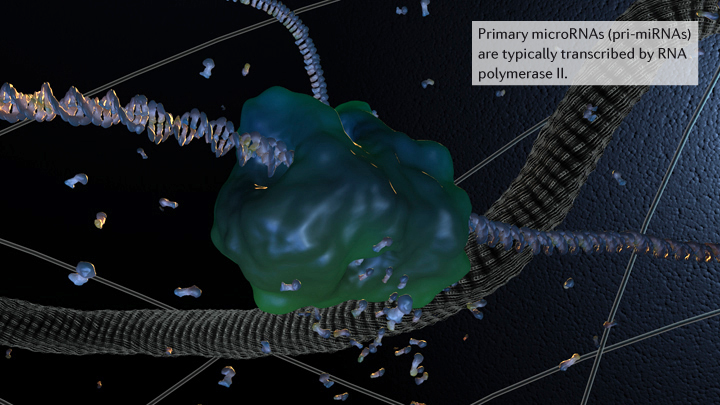 Primary microRNAs (pri-miRNAs)
are typically transcribed by RNA
polymerase II.